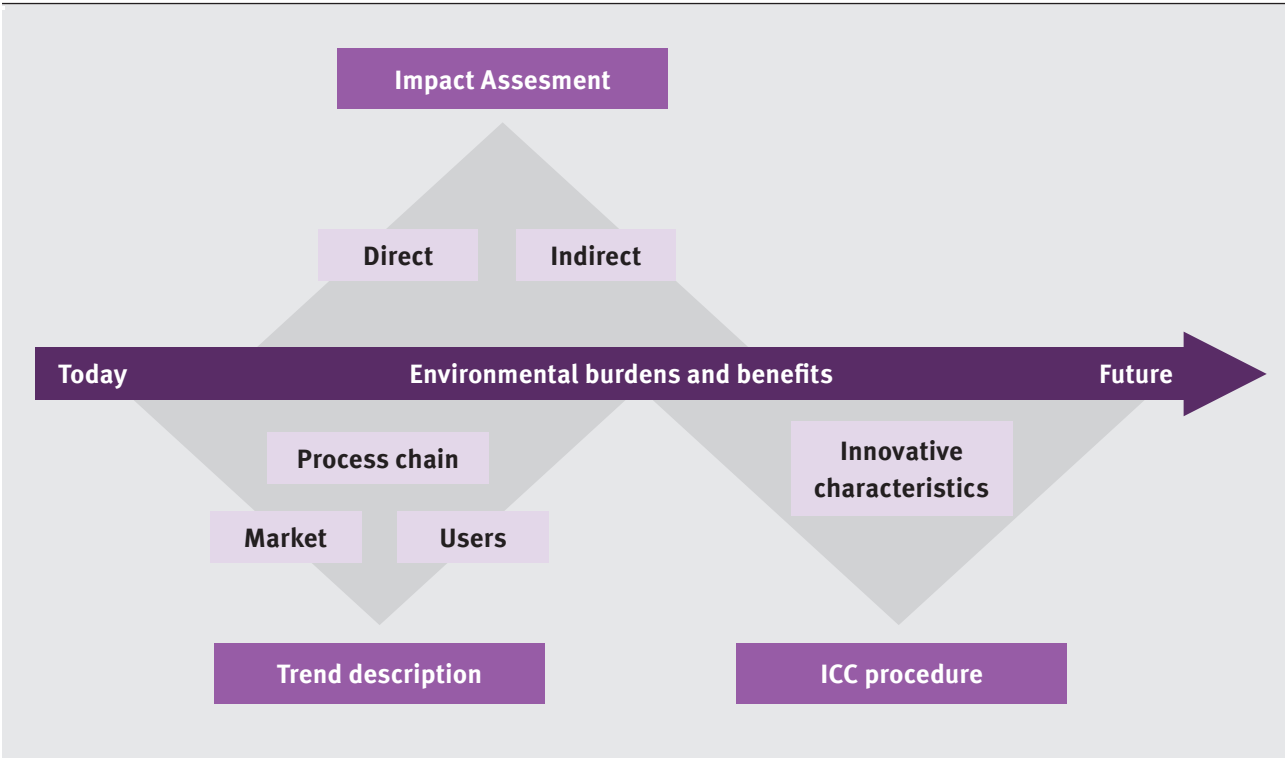 Impact Assesment
Direct
Indirect
Today
Environmental burdens and benefits
Future
Process chain
Market
Users
Innovative
characteristics
Trend description
ICC procedure